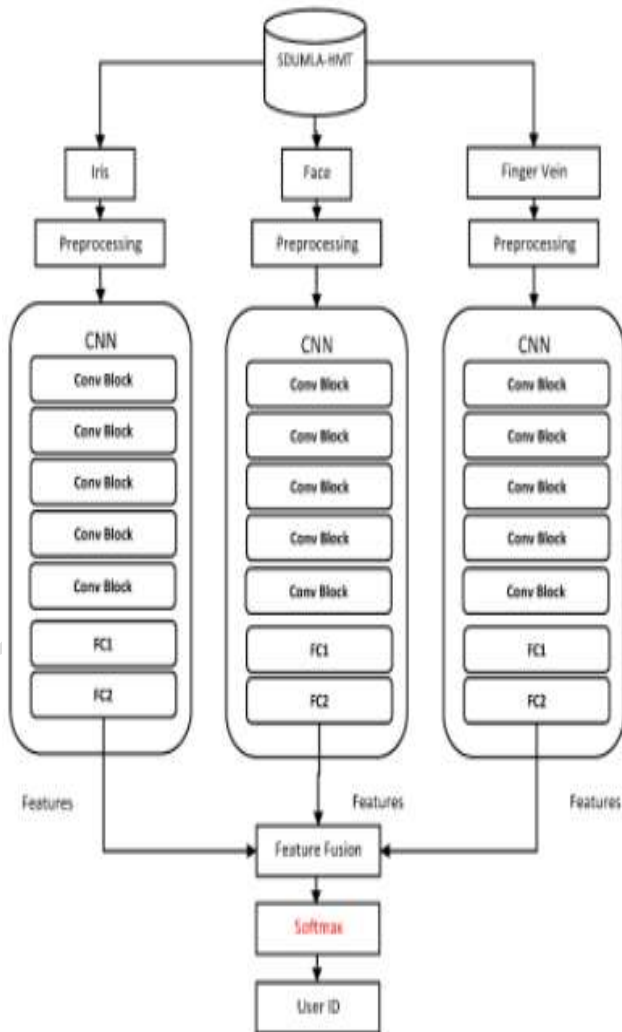 SDUMLA-HMT
Iris
Face
Finger Vein
Preprocessing
Preprocessing
Preprocessing
CNN
Conv Block
Conv Block
Conv Block
Conv Block
Conv Block
FC1
FC2
CNN
Conv Block
Conv Block
Conv Block
Conv Block
Conv Block
FC1
FC2
CNN
Conv Block
Conv Block
Conv Block
Conv Block
Conv Block
FC1
FC2
Features
Features
Features
Feature Fusion
Softmax
User ID